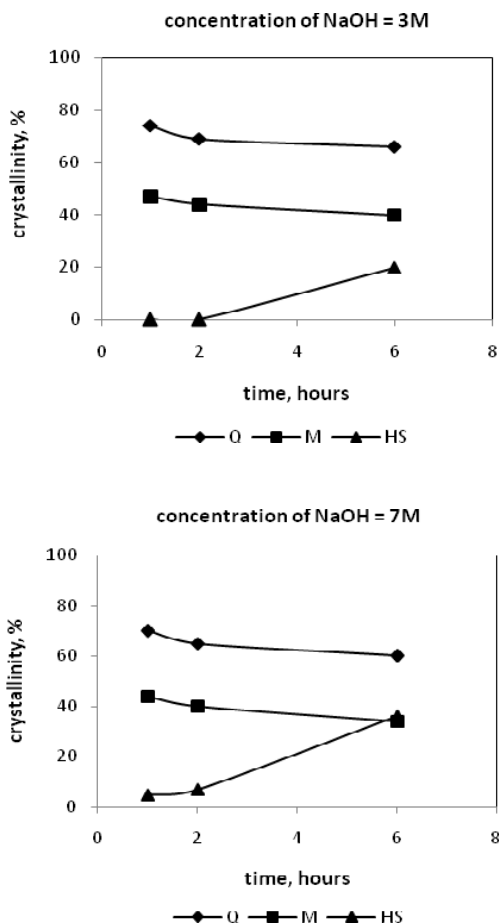 concentration of NaOH = 3M
100
80
60
40
20
0
crystallinity, %
0 2 4 6 8
time, hours
Q M HS
concentration of NaOH = 7M
100
80
60
40
20
0
crystallinity, %
0 2 4 6 8
time, hours
Q M HS